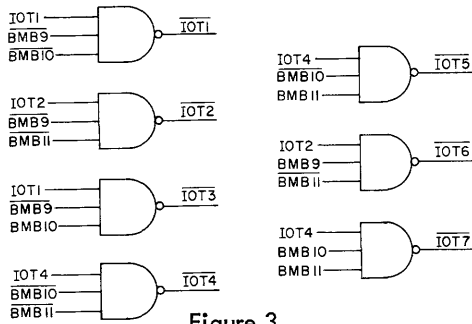 IOT1
BMB9
BMB10
IOT1
IOT2
BMB9
BMB11
IOT2
IOT1
BMB9
BMB10
IOT3
IOT4
BMB10
BMB11
IOT4
IOT4
BMB10
BMB11
IOT5
IOT2
BMB9
BMB11
IOT6
IOT4
BMB10
BMB11
IOT7
Figure 3